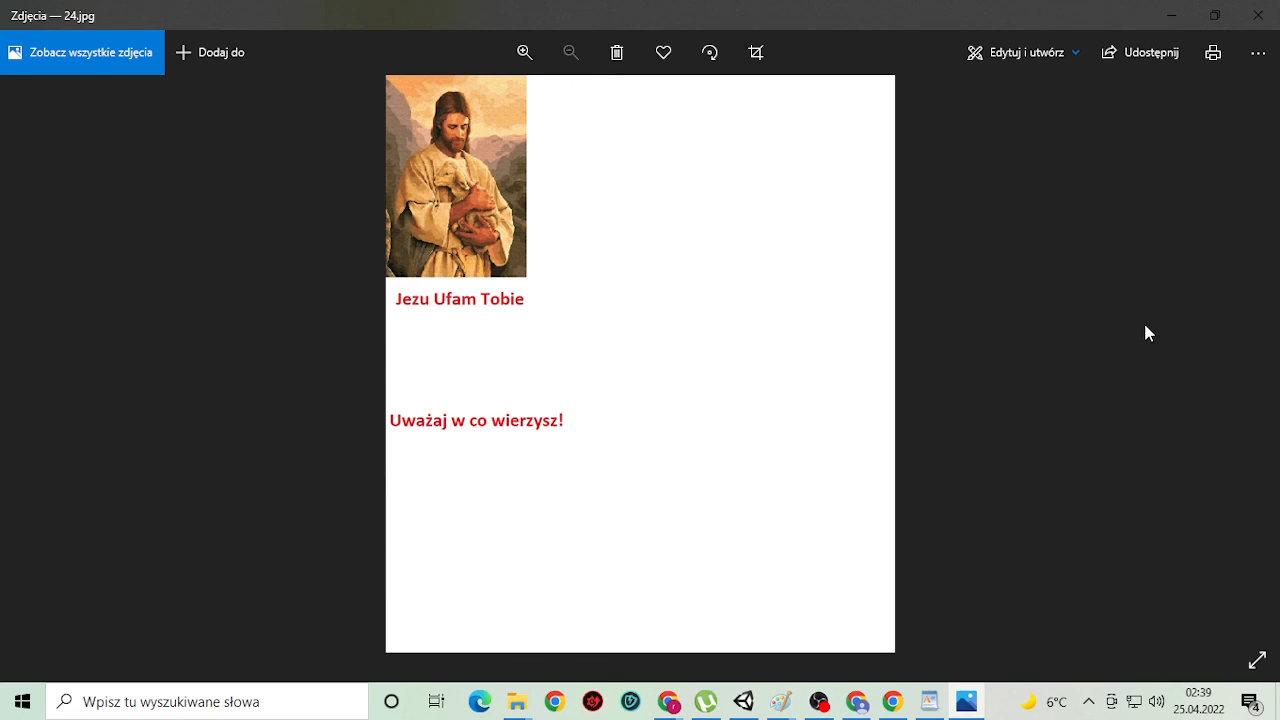 Zdjęcia — 24.jpg
Zobacz wszystkie zdjęcia
Dodaj do
Edytuj i utwórz
Udostępnij
Jezu Ufam Tobie
Uważaj w co wierzysz!
Wpisz tu wyszukiwane słowa
6°C
02:39
25.04.2022
4